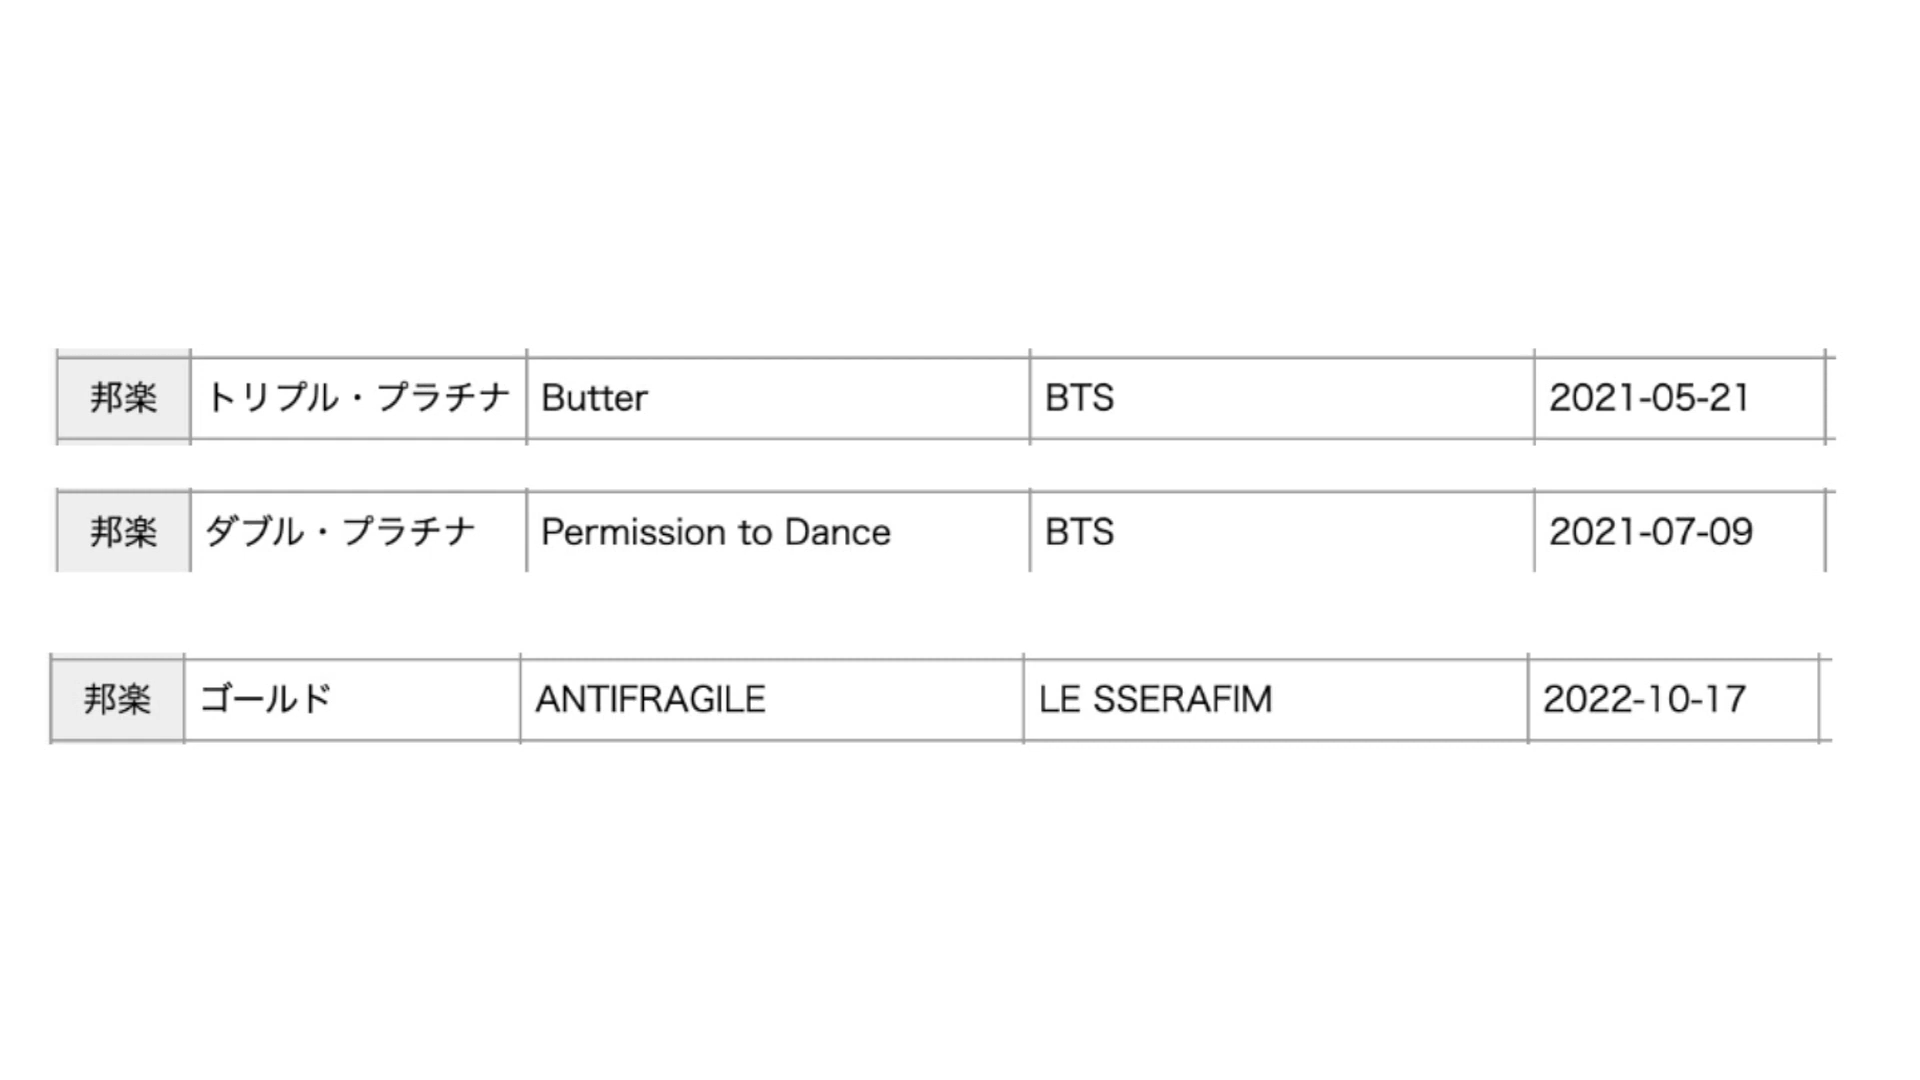 邦楽 トリプル・プラチナ Butter BTS 2021-05-21
邦楽 ダブル・プラチナ Permission to Dance BTS 2021-07-09
邦楽 ゴールド ANTIFRAGILE LE SSERAFIM 2022-10-17